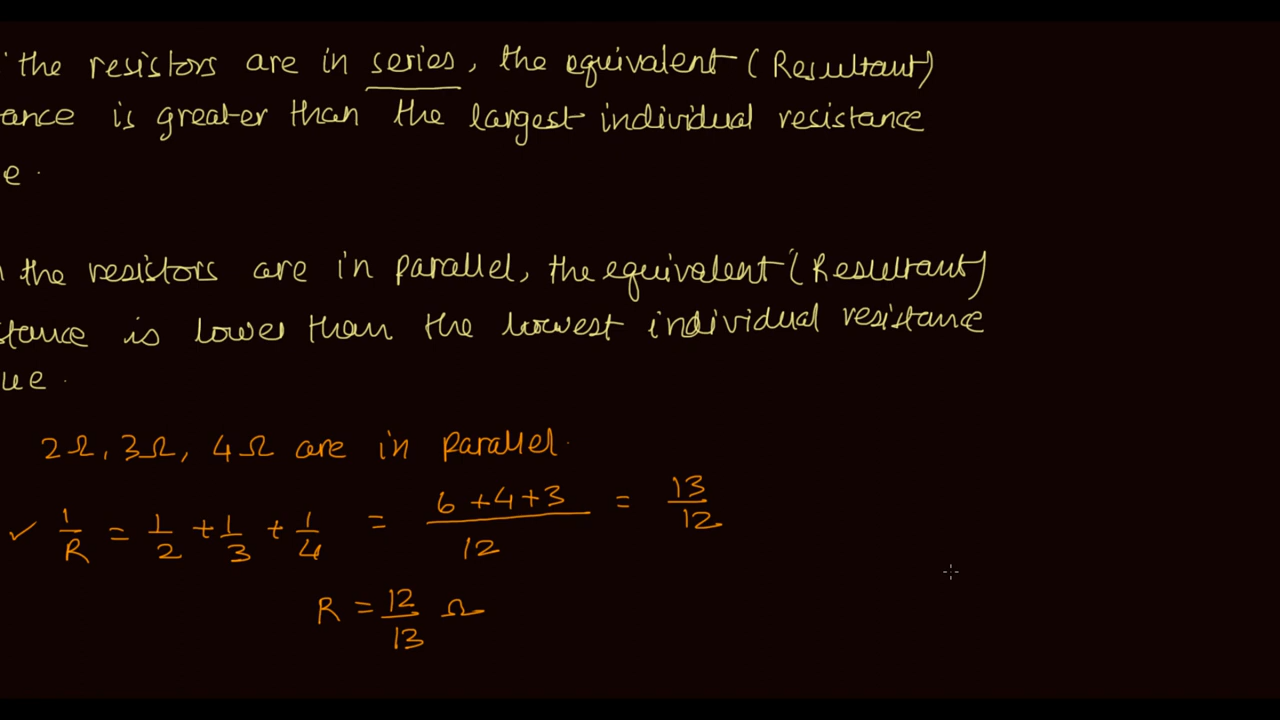 the resistors are in series, the equivalent (Resultant)
ance is greater than the largest individual resistance
e.
the resistors are in parallel, the equivalent (Resultant)
stance is lower than the lowest individual resistance
ue.
2Ω, 3Ω, 4Ω are in parallel.
✓ 1/R = 1/2 + 1/3 + 1/4 = (6+4+3)/12 = 13/12
R = 12/13 Ω